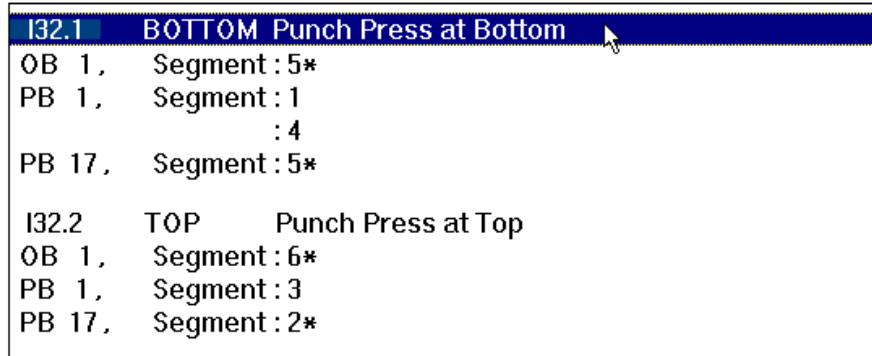 I32.1 BOTTOM Punch Press at Bottom
OB 1, Segment : 5*
PB 1, Segment : 1
: 4
PB 17, Segment : 5*
I32.2 TOP Punch Press at Top
OB 1, Segment : 6*
PB 1, Segment : 3
PB 17, Segment : 2*